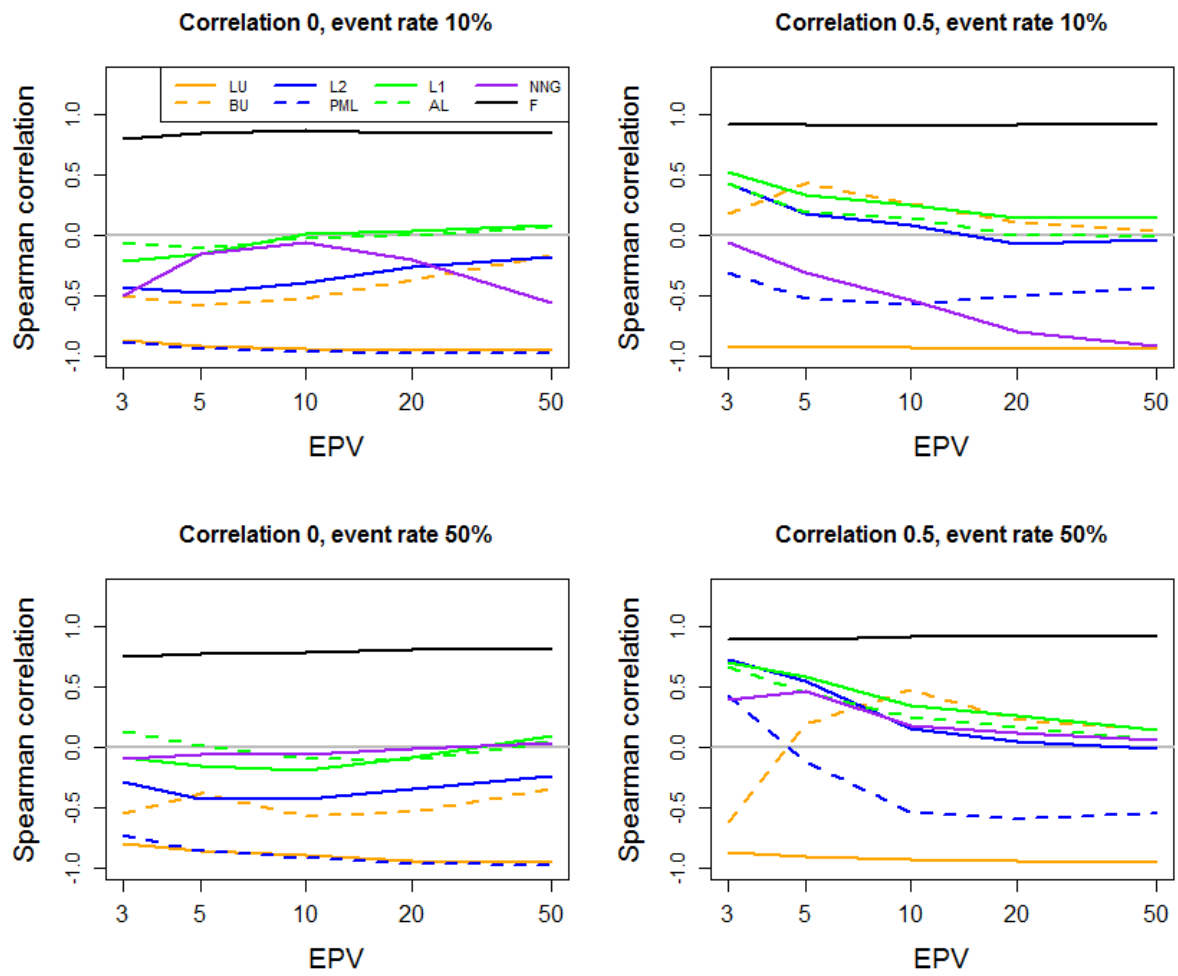 Correlation 0, event rate 10%
LU L2 L1 NNG
BU PML AL F
Spearman correlation
1.0
0.5
0.0
-0.5
-1.0
3 5 10 20 50
EPV
Correlation 0.5, event rate 10%
Spearman correlation
1.0
0.5
0.0
-0.5
-1.0
3 5 10 20 50
EPV
Correlation 0, event rate 50%
Spearman correlation
1.0
0.5
0.0
-0.5
-1.0
3 5 10 20 50
EPV
Correlation 0.5, event rate 50%
Spearman correlation
1.0
0.5
0.0
-0.5
-1.0
3 5 10 20 50
EPV